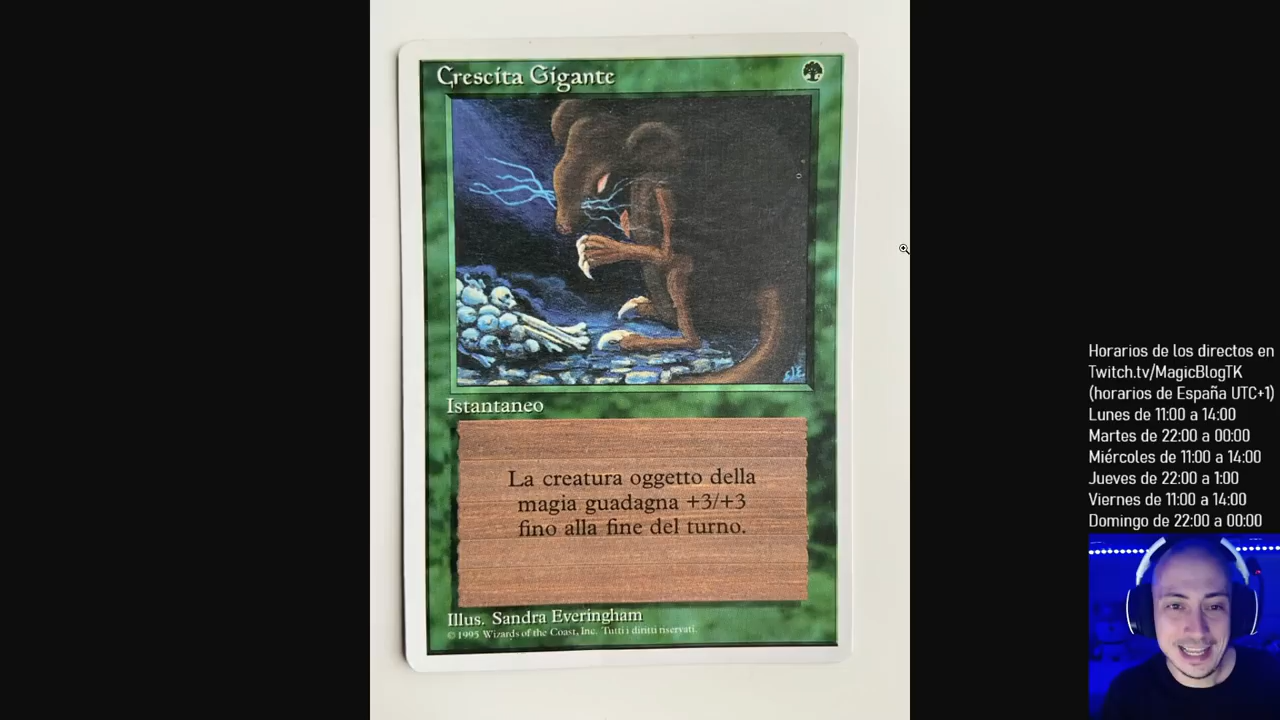 Crescita Gigante
SJE.
Istantaneo
La creatura oggetto della
magia guadagna +3/+3
fino alla fine del turno.
Illus. Sandra Everingham
© 1995 Wizards of the Coast, Inc. Tutti i diritti riservati.
Horarios de los directos en
Twitch.tv/MagicBlogTK
(horarios de España UTC+1)
Lunes de 11:00 a 14:00
Martes de 22:00 a 00:00
Miércoles de 11:00 a 14:00
Jueves de 22:00 a 1:00
Viernes de 11:00 a 14:00
Domingo de 22:00 a 00:00